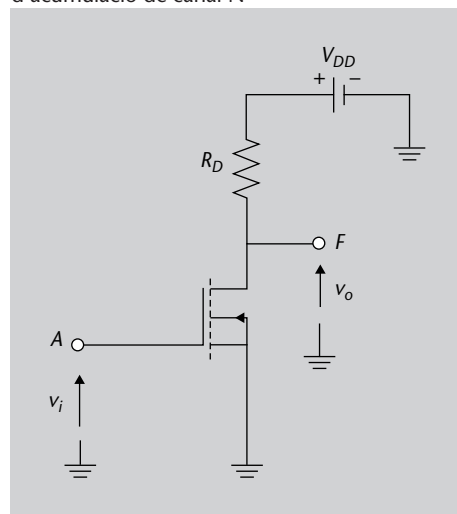 d'acumulació de canal N
V_DD
+ −
R_D
F
v_o
A
v_i